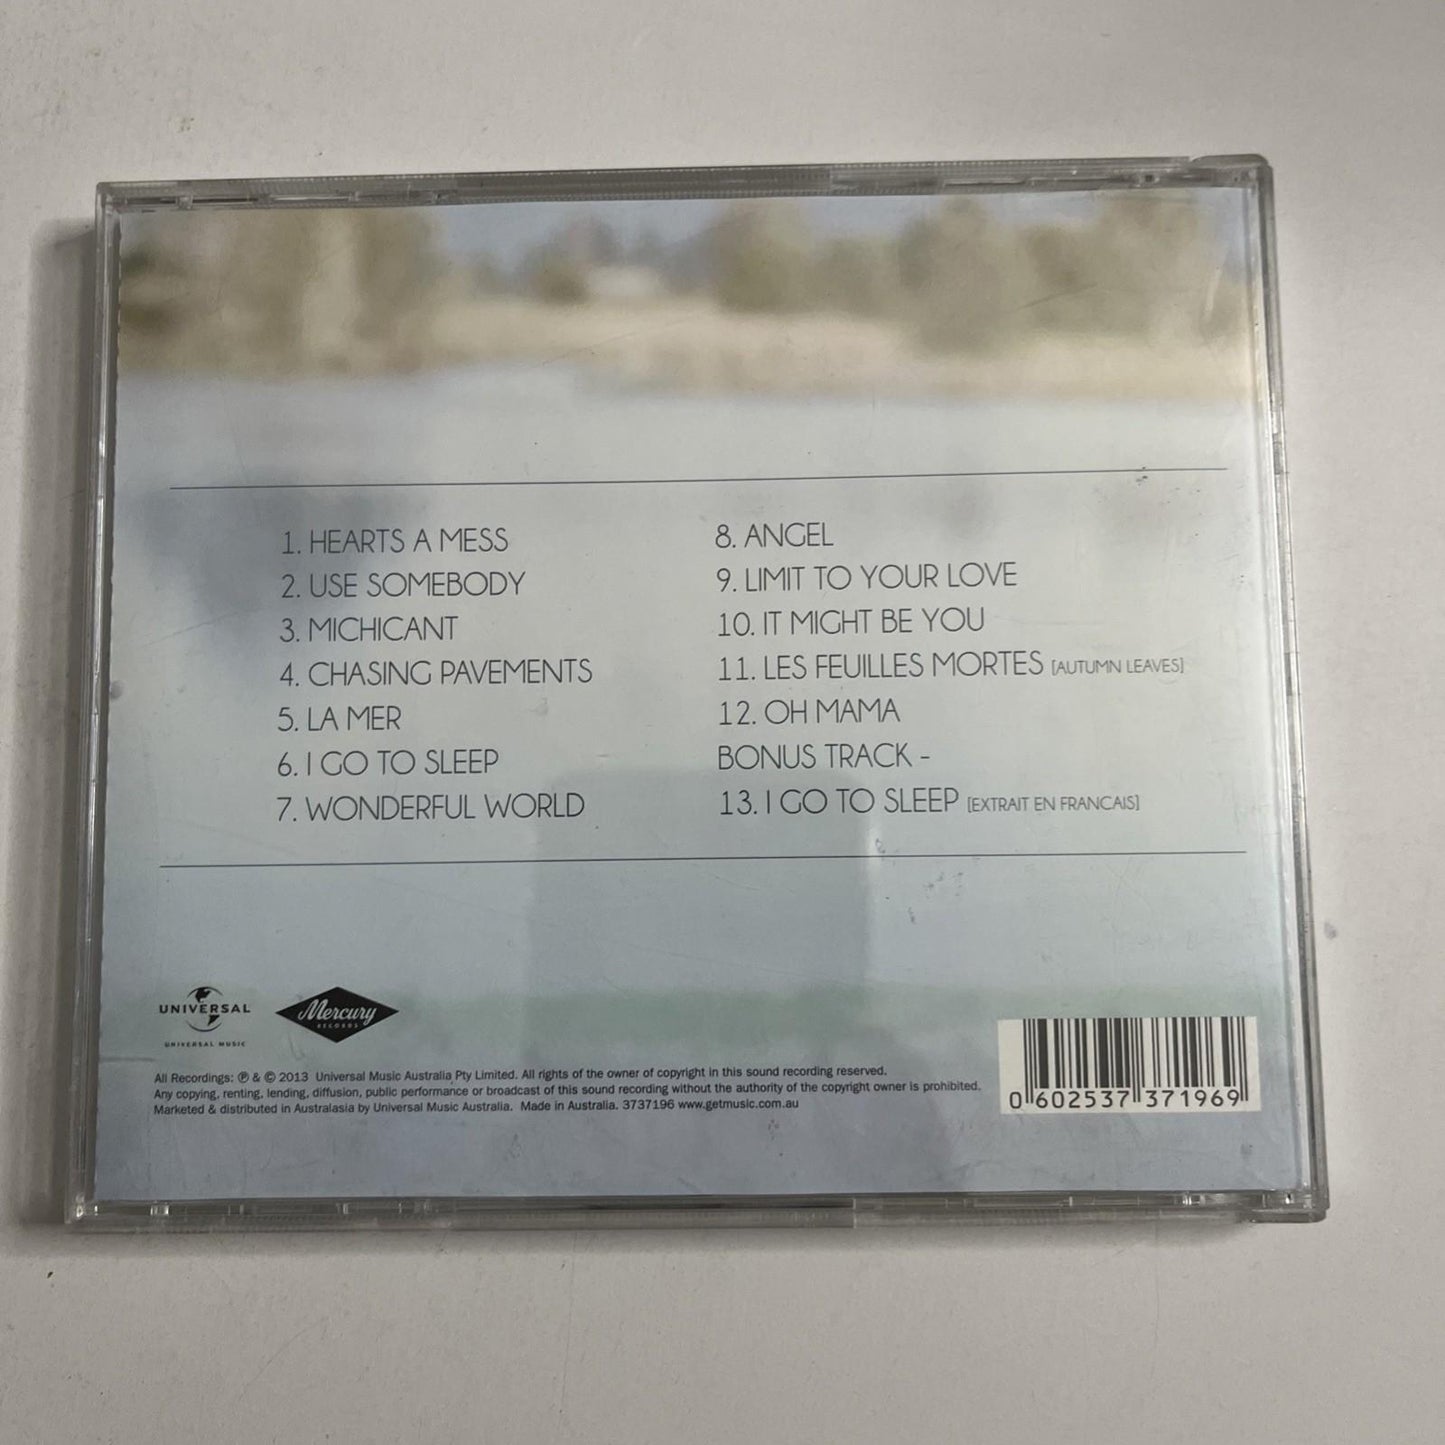 1. HEARTS A MESS
2. USE SOMEBODY
3. MICHICANT
4. CHASING PAVEMENTS
5. LA MER
6. I GO TO SLEEP
7. WONDERFUL WORLD
8. ANGEL
9. LIMIT TO YOUR LOVE
10. IT MIGHT BE YOU
11. LES FEUILLES MORTES [AUTUMN LEAVES]
12. OH MAMA
BONUS TRACK -
13. I GO TO SLEEP [EXTRAIT EN FRANCAIS]
UNIVERSAL
UNIVERSAL MUSIC
Mercury
RECORDS
All Recordings: ℗ & © 2013 Universal Music Australia Pty Limited. All rights of the owner of copyright in this sound recording reserved.
Any copying, renting, lending, diffusion, public performance or broadcast of this sound recording without the authority of the copyright owner is prohibited.
Marketed & distributed in Australasia by Universal Music Australia. Made in Australia. 3737196 www.getmusic.com.au
0 602537 371969